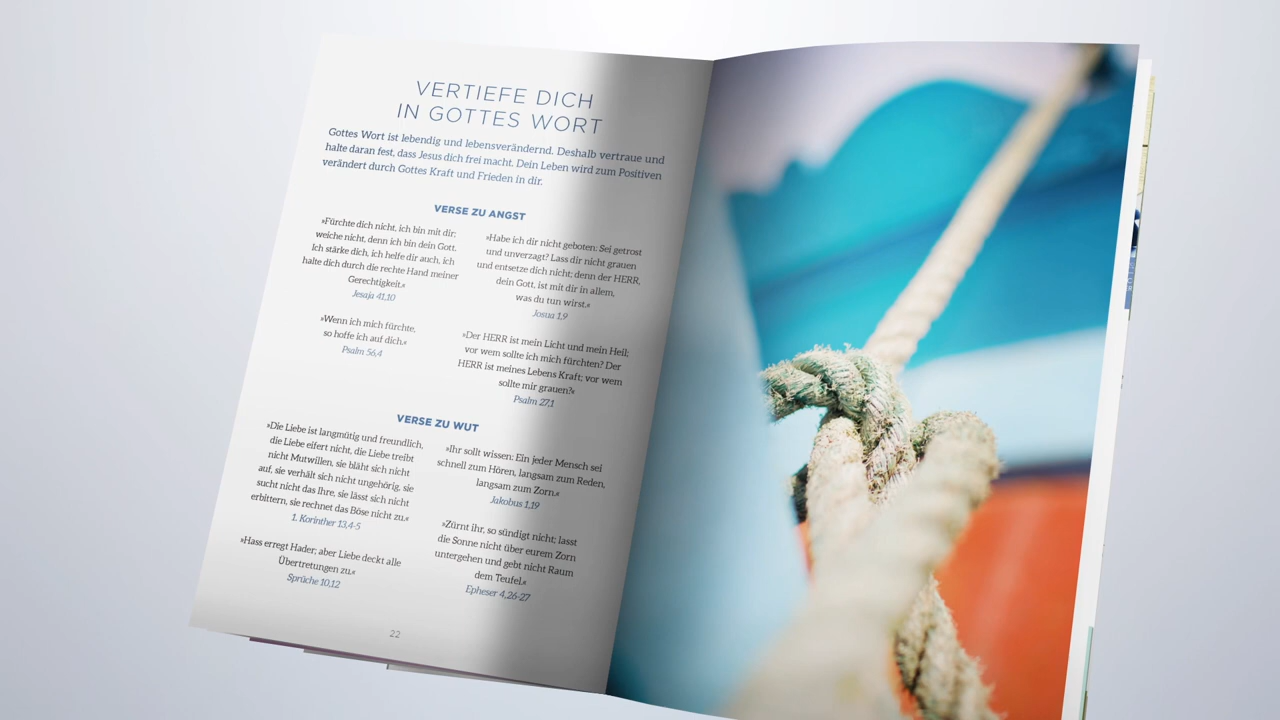 VERTIEFE DICH
IN GOTTES WORT
Gottes Wort ist lebendig und lebensverändernd. Deshalb vertraue und
halte daran fest, dass Jesus dich frei macht. Dein Leben wird zum Positiven
verändert durch Gottes Kraft und Frieden in dir.
VERSE ZU ANGST
»Fürchte dich nicht, ich bin mit dir;
weiche nicht, denn ich bin dein Gott.
Ich stärke dich, ich helfe dir auch, ich
halte dich durch die rechte Hand meiner
Gerechtigkeit.«
Jesaja 41,10
»Wenn ich mich fürchte,
so hoffe ich auf dich.«
Psalm 56,4
»Habe ich dir nicht geboten: Sei getrost
und unverzagt? Lass dir nicht grauen
und entsetze dich nicht; denn der HERR,
dein Gott, ist mit dir in allem,
was du tun wirst.«
Josua 1,9
»Der HERR ist mein Licht und mein Heil;
vor wem sollte ich mich fürchten? Der
HERR ist meines Lebens Kraft; vor wem
sollte mir grauen?«
Psalm 27,1
VERSE ZU WUT
»Die Liebe ist langmütig und freundlich,
die Liebe eifert nicht, die Liebe treibt
nicht Mutwillen, sie bläht sich nicht
auf, sie verhält sich nicht ungehörig, sie
sucht nicht das Ihre, sie lässt sich nicht
erbittern, sie rechnet das Böse nicht zu.«
1. Korinther 13,4-5
»Hass erregt Hader; aber Liebe deckt alle
Übertretungen zu.«
Sprüche 10,12
»Ihr sollt wissen: Ein jeder Mensch sei
schnell zum Hören, langsam zum Reden,
langsam zum Zorn.«
Jakobus 1,19
»Zürnt ihr, so sündigt nicht; lasst
die Sonne nicht über eurem Zorn
untergehen und gebt nicht Raum
dem Teufel.«
Epheser 4,26-27
22